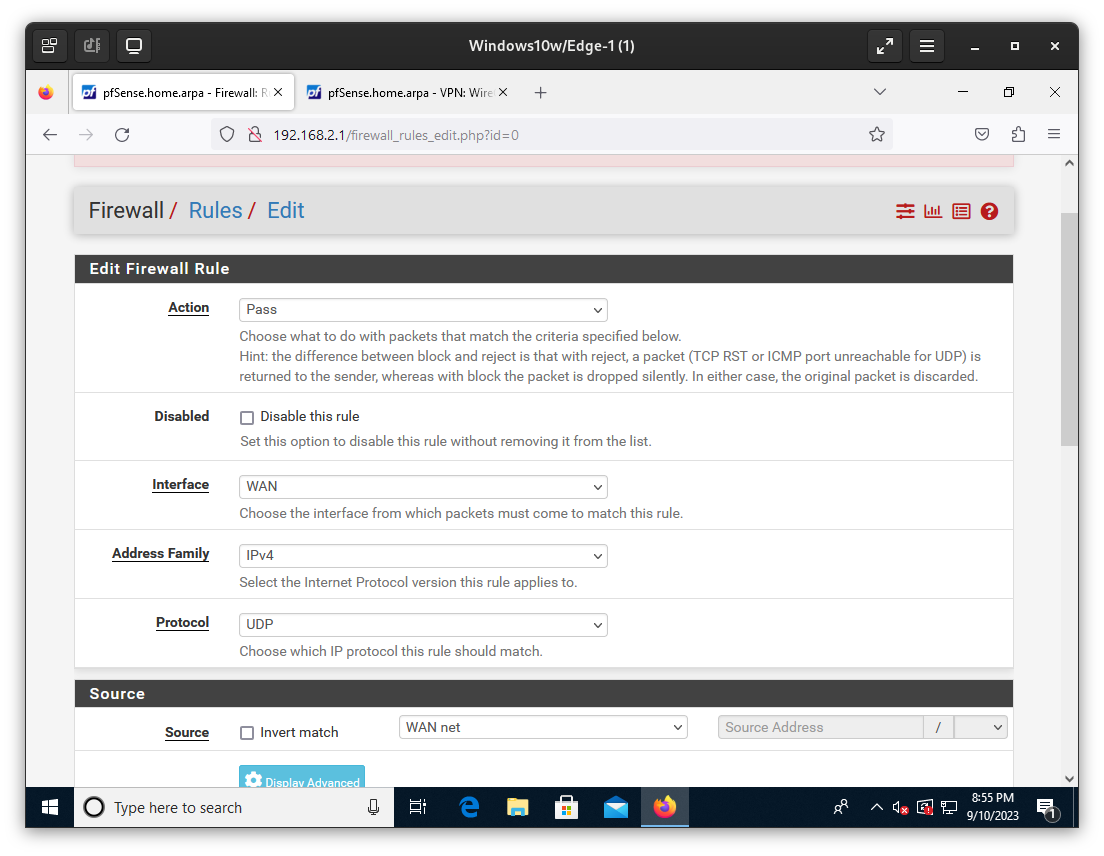 Windows10w/Edge-1 (1)
pfSense.home.arpa - Firewall: R
pfSense.home.arpa - VPN: Wire
192.168.2.1/firewall_rules_edit.php?id=0
Firewall / Rules / Edit
Edit Firewall Rule
Action
Pass
Choose what to do with packets that match the criteria specified below.
Hint: the difference between block and reject is that with reject, a packet (TCP RST or ICMP port unreachable for UDP) is
returned to the sender, whereas with block the packet is dropped silently. In either case, the original packet is discarded.
Disabled
Disable this rule
Set this option to disable this rule without removing it from the list.
Interface
WAN
Choose the interface from which packets must come to match this rule.
Address Family
IPv4
Select the Internet Protocol version this rule applies to.
Protocol
UDP
Choose which IP protocol this rule should match.
Source
Source
Invert match
WAN net
Source Address
/
Display Advanced
Type here to search
8:55 PM
9/10/2023
1